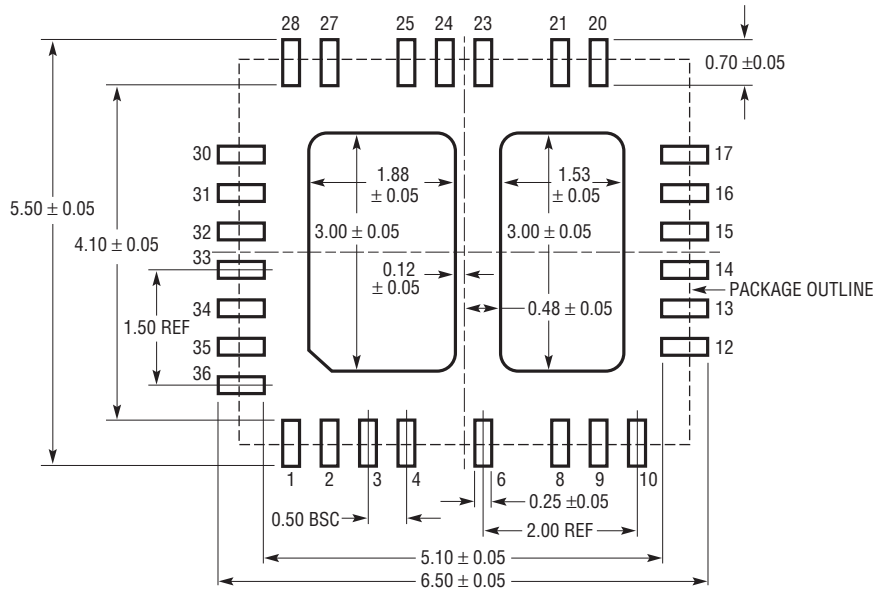 28 27 25 24 23 21 20
0.70 ±0.05
30
31
32
33
34
35
36
17
16
15
14
13
12
5.50 ± 0.05
4.10 ± 0.05
1.50 REF
1.88
± 0.05
3.00 ± 0.05
1.53
± 0.05
3.00 ± 0.05
0.12
± 0.05
0.48 ± 0.05
PACKAGE OUTLINE
1 2 3 4 6 8 9 10
0.25 ±0.05
0.50 BSC
2.00 REF
5.10 ± 0.05
6.50 ± 0.05